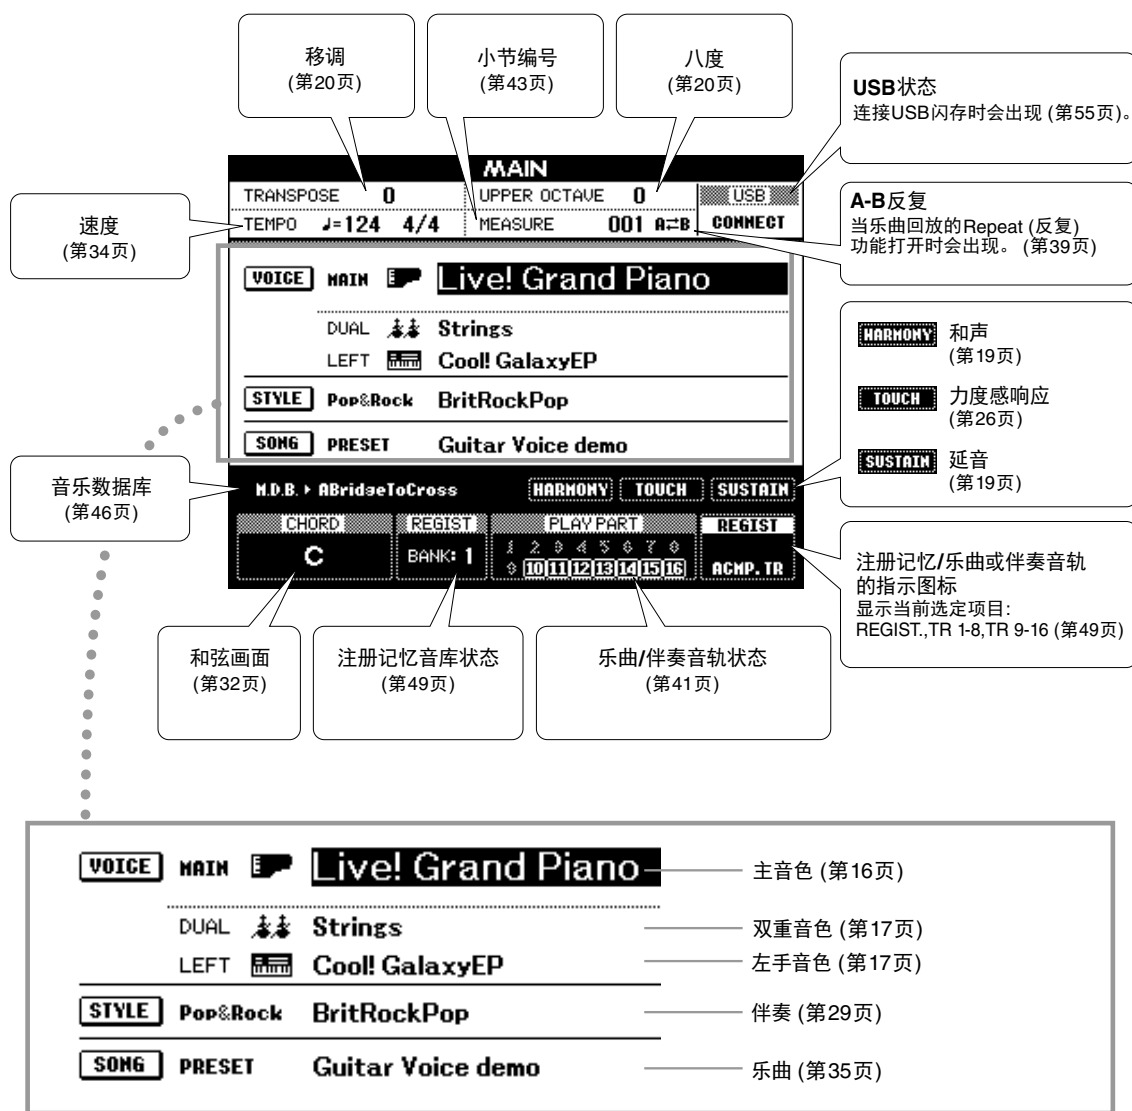 移调
(第20页)
小节编号
(第43页)
八度
(第20页)
USB状态
连接USB闪存时会出现 (第55页)。
速度
(第34页)
A-B反复
当乐曲回放的Repeat (反复)
功能打开时会出现。 (第39页)
MAIN
TRANSPOSE 0 UPPER OCTAVE 0 USB
TEMPO ♩=124 4/4 MEASURE 001 A⇄B CONNECT
VOICE MAIN Live! Grand Piano
DUAL Strings
LEFT Cool! GalaxyEP
STYLE Pop&Rock BritRockPop
SONG PRESET Guitar Voice demo
HARMONY 和声
(第19页)
TOUCH 力度感响应
(第26页)
SUSTAIN 延音
(第19页)
音乐数据库
(第46页)
M.D.B. ▸ ABridgeToCross HARMONY TOUCH SUSTAIN
CHORD REGIST PLAY PART REGIST
C BANK: 1 1 2 3 4 5 6 7 8
9 10 11 12 13 14 15 16 ACMP. TR
注册记忆/乐曲或伴奏音轨
的指示图标
显示当前选定项目:
REGIST.,TR 1-8,TR 9-16 (第49页)
和弦画面
(第32页)
注册记忆音库状态
(第49页)
乐曲/伴奏音轨状态
(第41页)
VOICE MAIN Live! Grand Piano 主音色 (第16页)
DUAL Strings 双重音色 (第17页)
LEFT Cool! GalaxyEP 左手音色 (第17页)
STYLE Pop&Rock BritRockPop 伴奏 (第29页)
SONG PRESET Guitar Voice demo 乐曲 (第35页)